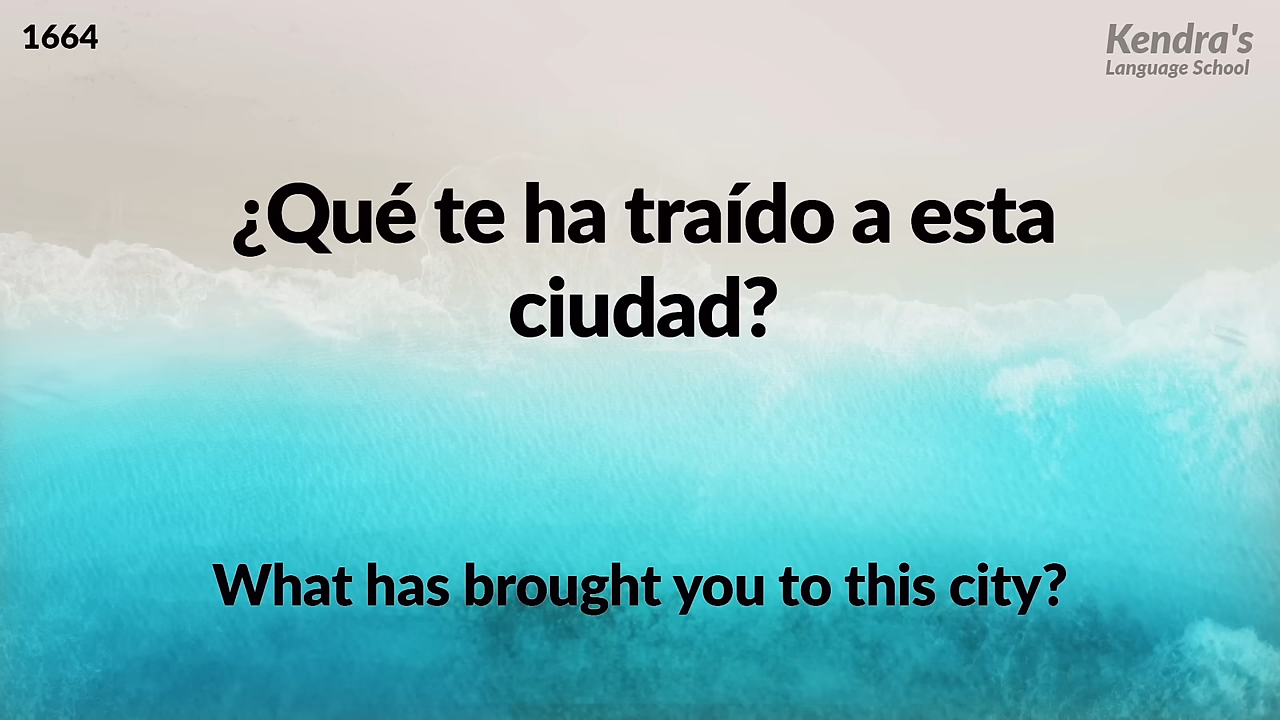 1664
Kendra's
Language School
¿Qué te ha traído a esta
ciudad?
What has brought you to this city?